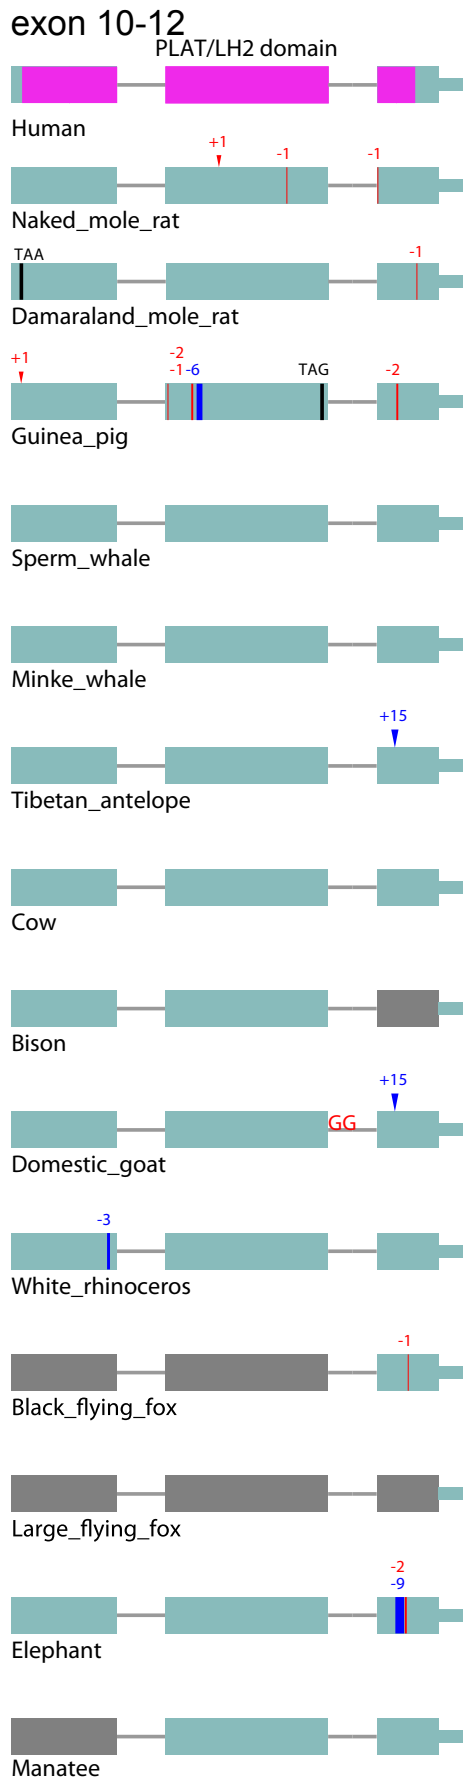 exon 10-12
PLAT/LH2 domain
Human
+1 -1 -1
Naked_mole_rat
TAA -1
Damaraland_mole_rat
+1 -2
-1 -6 TAG -2
Guinea_pig
Sperm_whale
Minke_whale
+15
Tibetan_antelope
Cow
Bison
+15
GG
Domestic_goat
-3
White_rhinoceros
-1
Black_flying_fox
Large_flying_fox
-2
-9
Elephant
Manatee